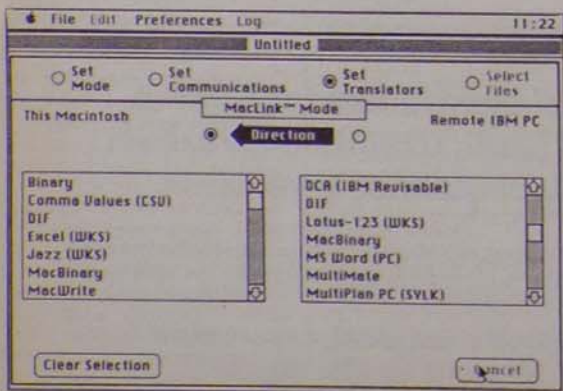 File Edit Preferences Log 11:22
Untitled
Set Mode
Set Communications
Set Translators
Select Files
MacLink™ Mode
This Macintosh
Direction
Remote IBM PC
Binary
Comma Values (CSV)
DIF
Excel (WKS)
Jazz (WKS)
MacBinary
MacWrite
DCA (IBM Revisable)
DIF
Lotus-123 (WKS)
MacBinary
MS Word (PC)
MultiMate
MultiPlan PC (SYLK)
Clear Selection
Cancel